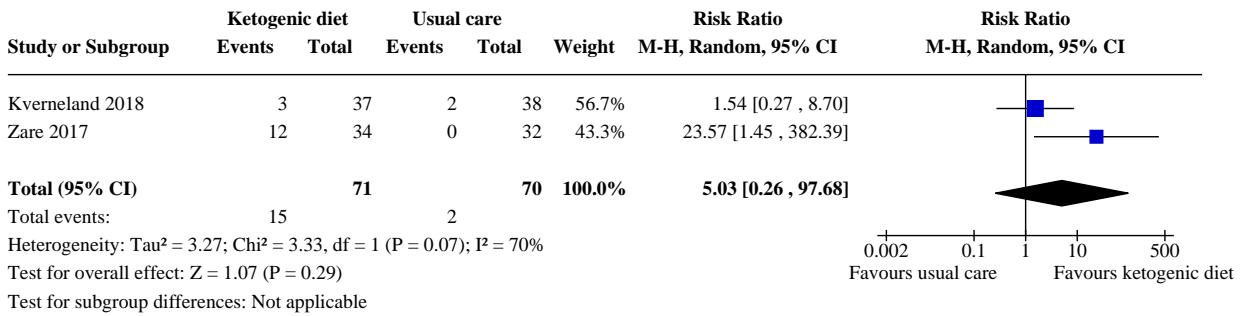 Ketogenic diet Usual care Risk Ratio Risk Ratio
Study or Subgroup Events Total Events Total Weight M-H, Random, 95% CI M-H, Random, 95% CI
Kverneland 2018 3 37 2 38 56.7% 1.54 [0.27 , 8.70]
Zare 2017 12 34 0 32 43.3% 23.57 [1.45 , 382.39]
Total (95% CI) 71 70 100.0% 5.03 [0.26 , 97.68]
Total events: 15 2
Heterogeneity: Tau² = 3.27; Chi² = 3.33, df = 1 (P = 0.07); I² = 70%
0.002 0.1 1 10 500
Test for overall effect: Z = 1.07 (P = 0.29) Favours usual care Favours ketogenic diet
Test for subgroup differences: Not applicable